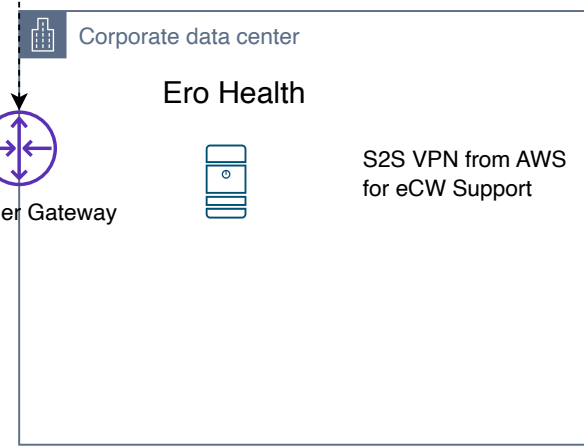 Corporate data center
Ero Health
S2S VPN from AWS
for eCW Support
er Gateway